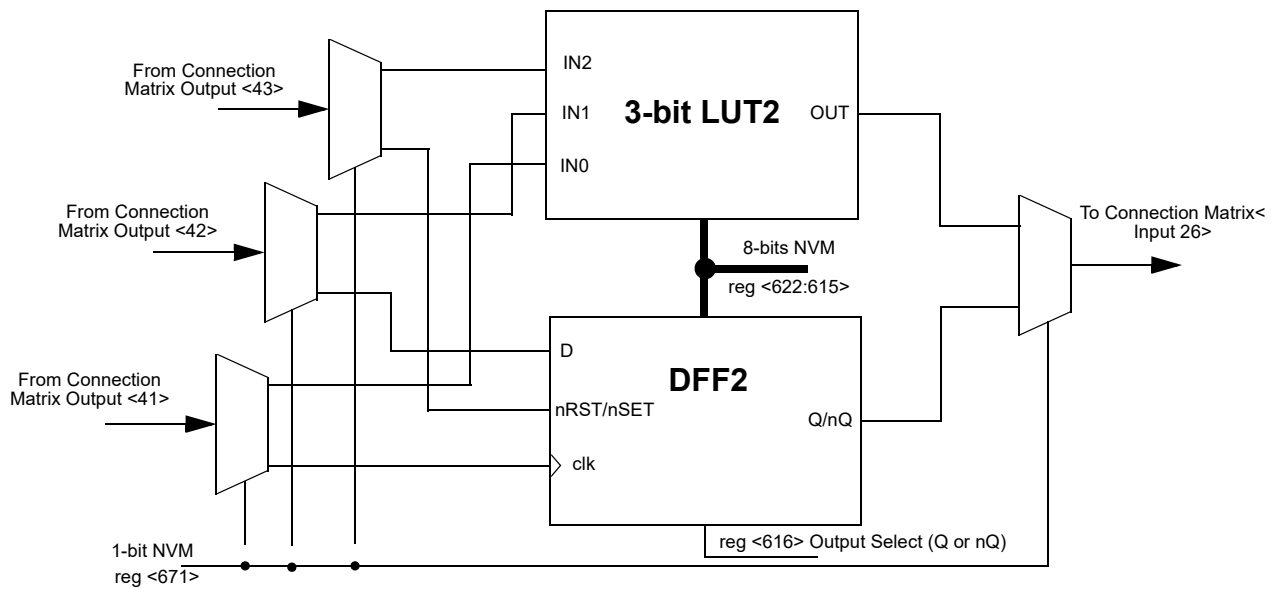 From Connection
Matrix Output <43>
IN2
IN1
3-bit LUT2
OUT
IN0
From Connection
Matrix Output <42>
To Connection Matrix<
Input 26>
8-bits NVM
reg <622:615>
D
DFF2
From Connection
Matrix Output <41>
nRST/nSET
Q/nQ
clk
reg <616> Output Select (Q or nQ)
1-bit NVM
reg <671>